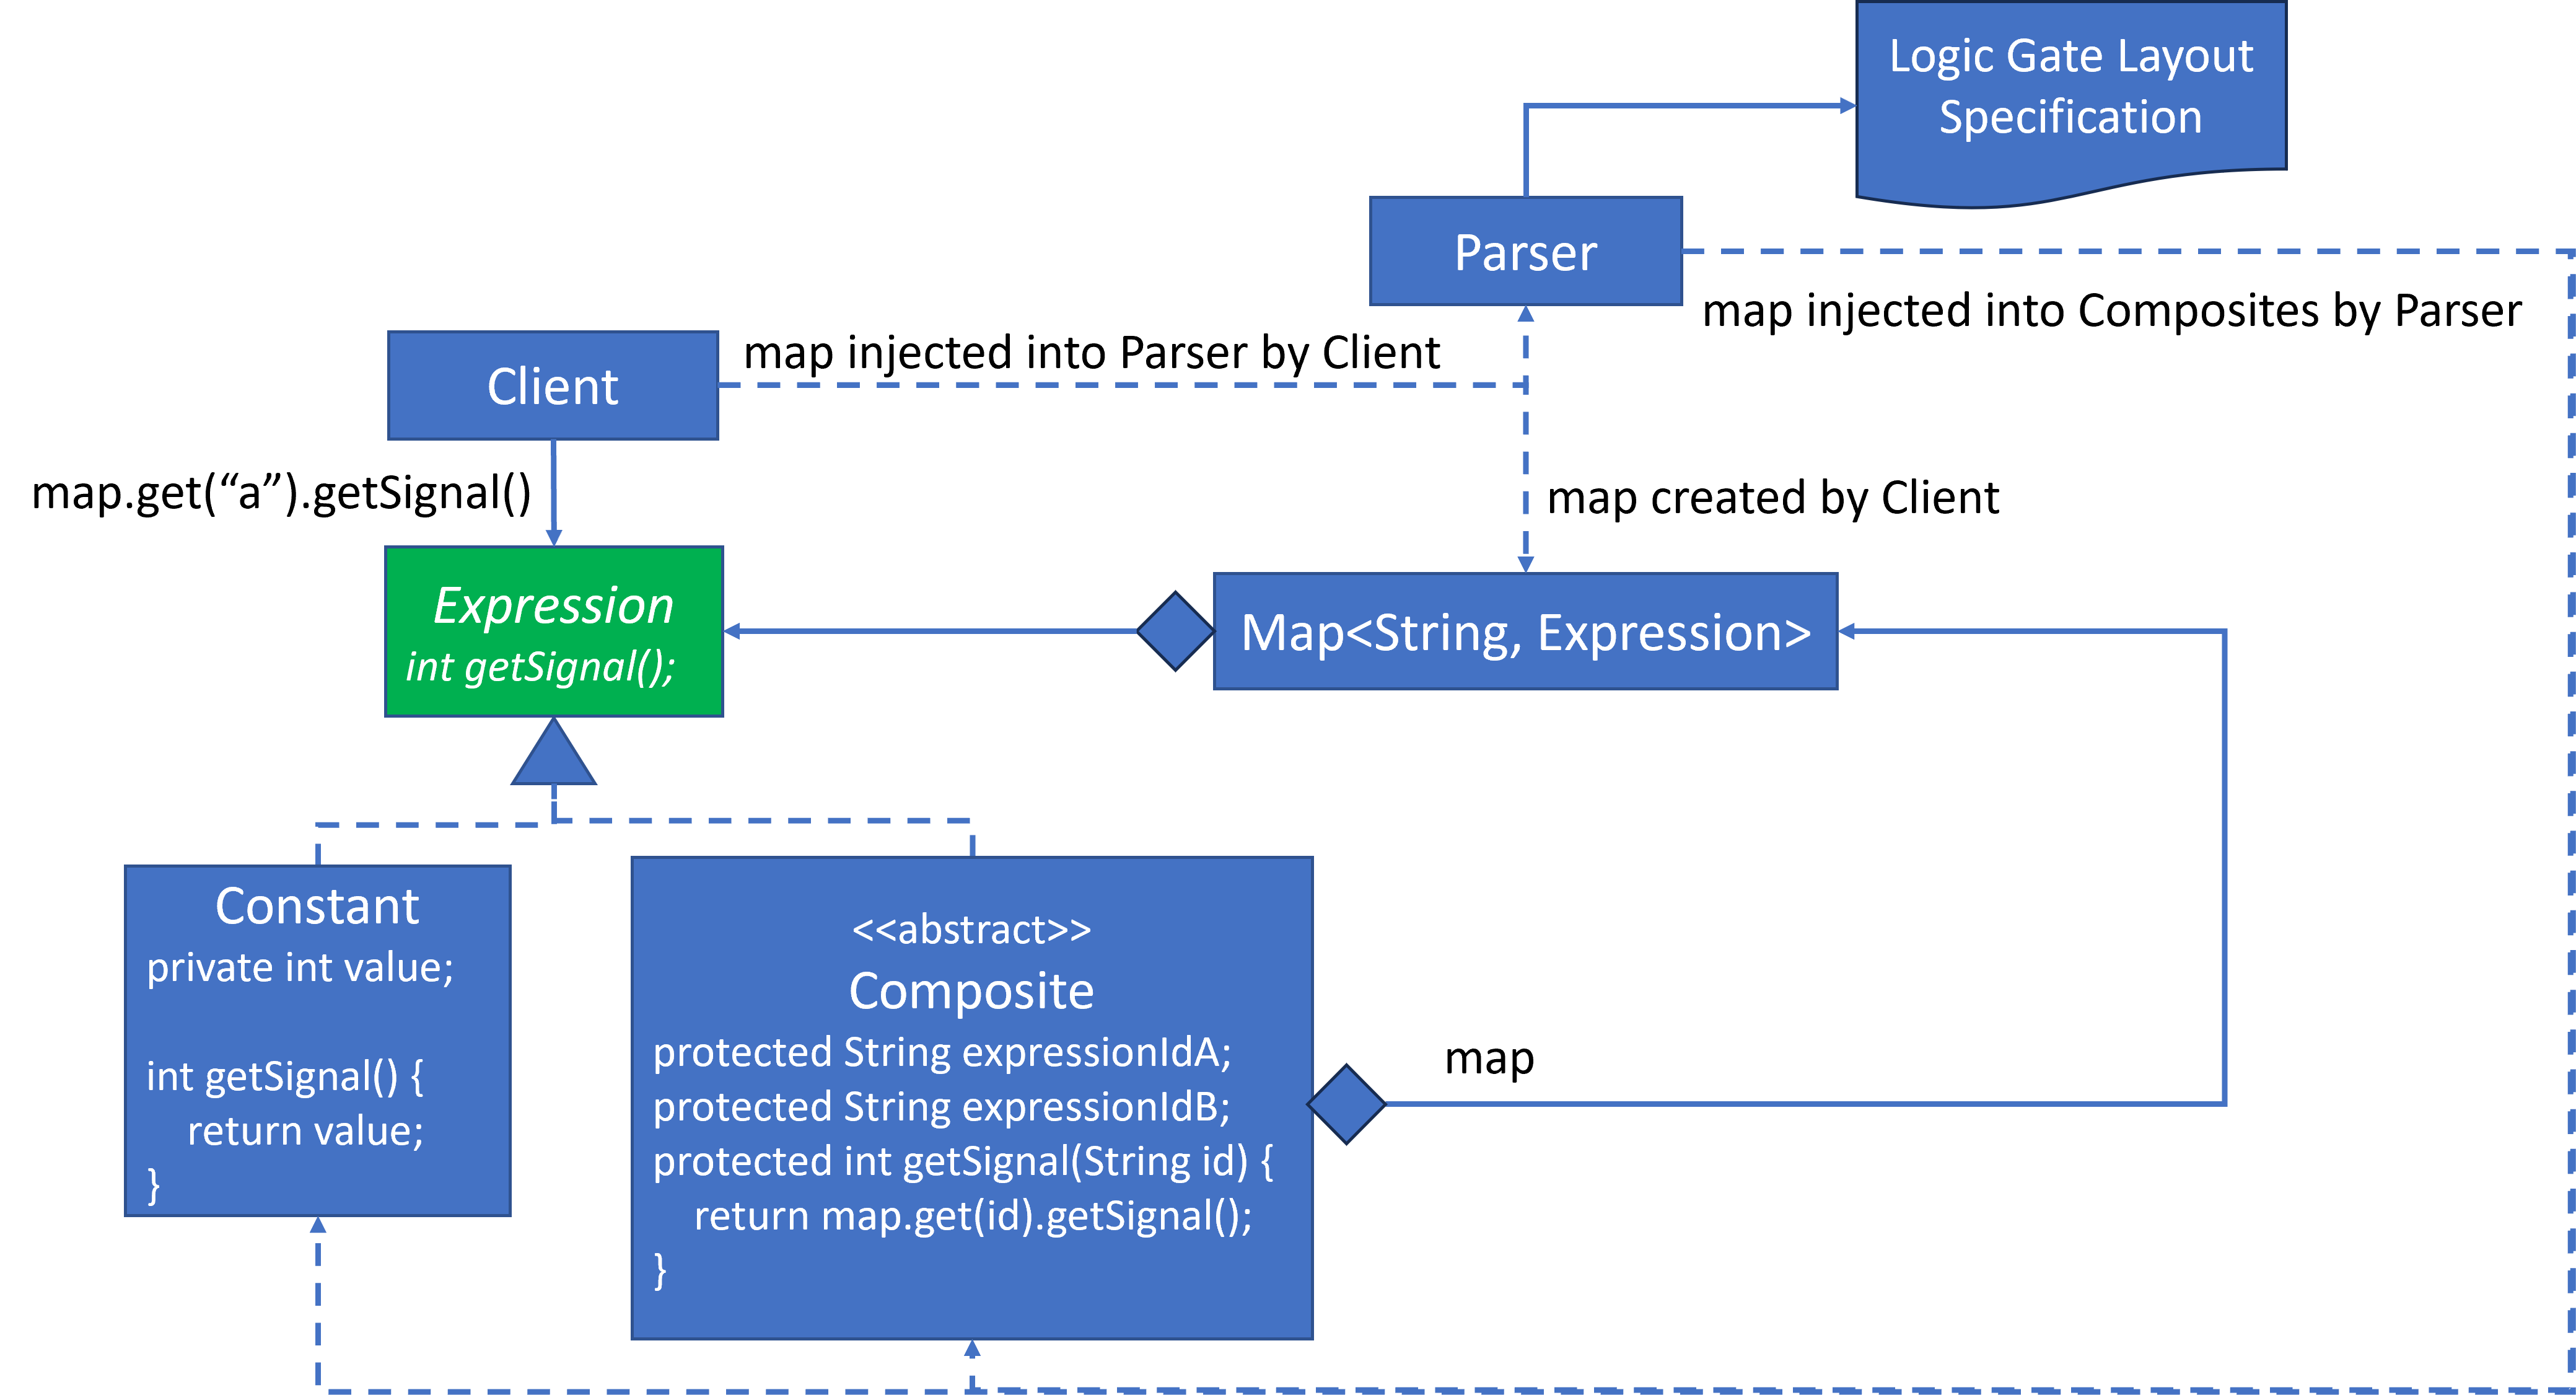 Logic Gate Layout
Specification
Parser
map injected into Composites by Parser
Client
map injected into Parser by Client
map.get(“a”).getSignal()
map created by Client
Expression
int getSignal();
Map<String, Expression>
Constant
private int value;
int getSignal() {
return value;
}
<<abstract>>
Composite
protected String expressionIdA;
protected String expressionIdB;
protected int getSignal(String id) {
return map.get(id).getSignal();
}
map